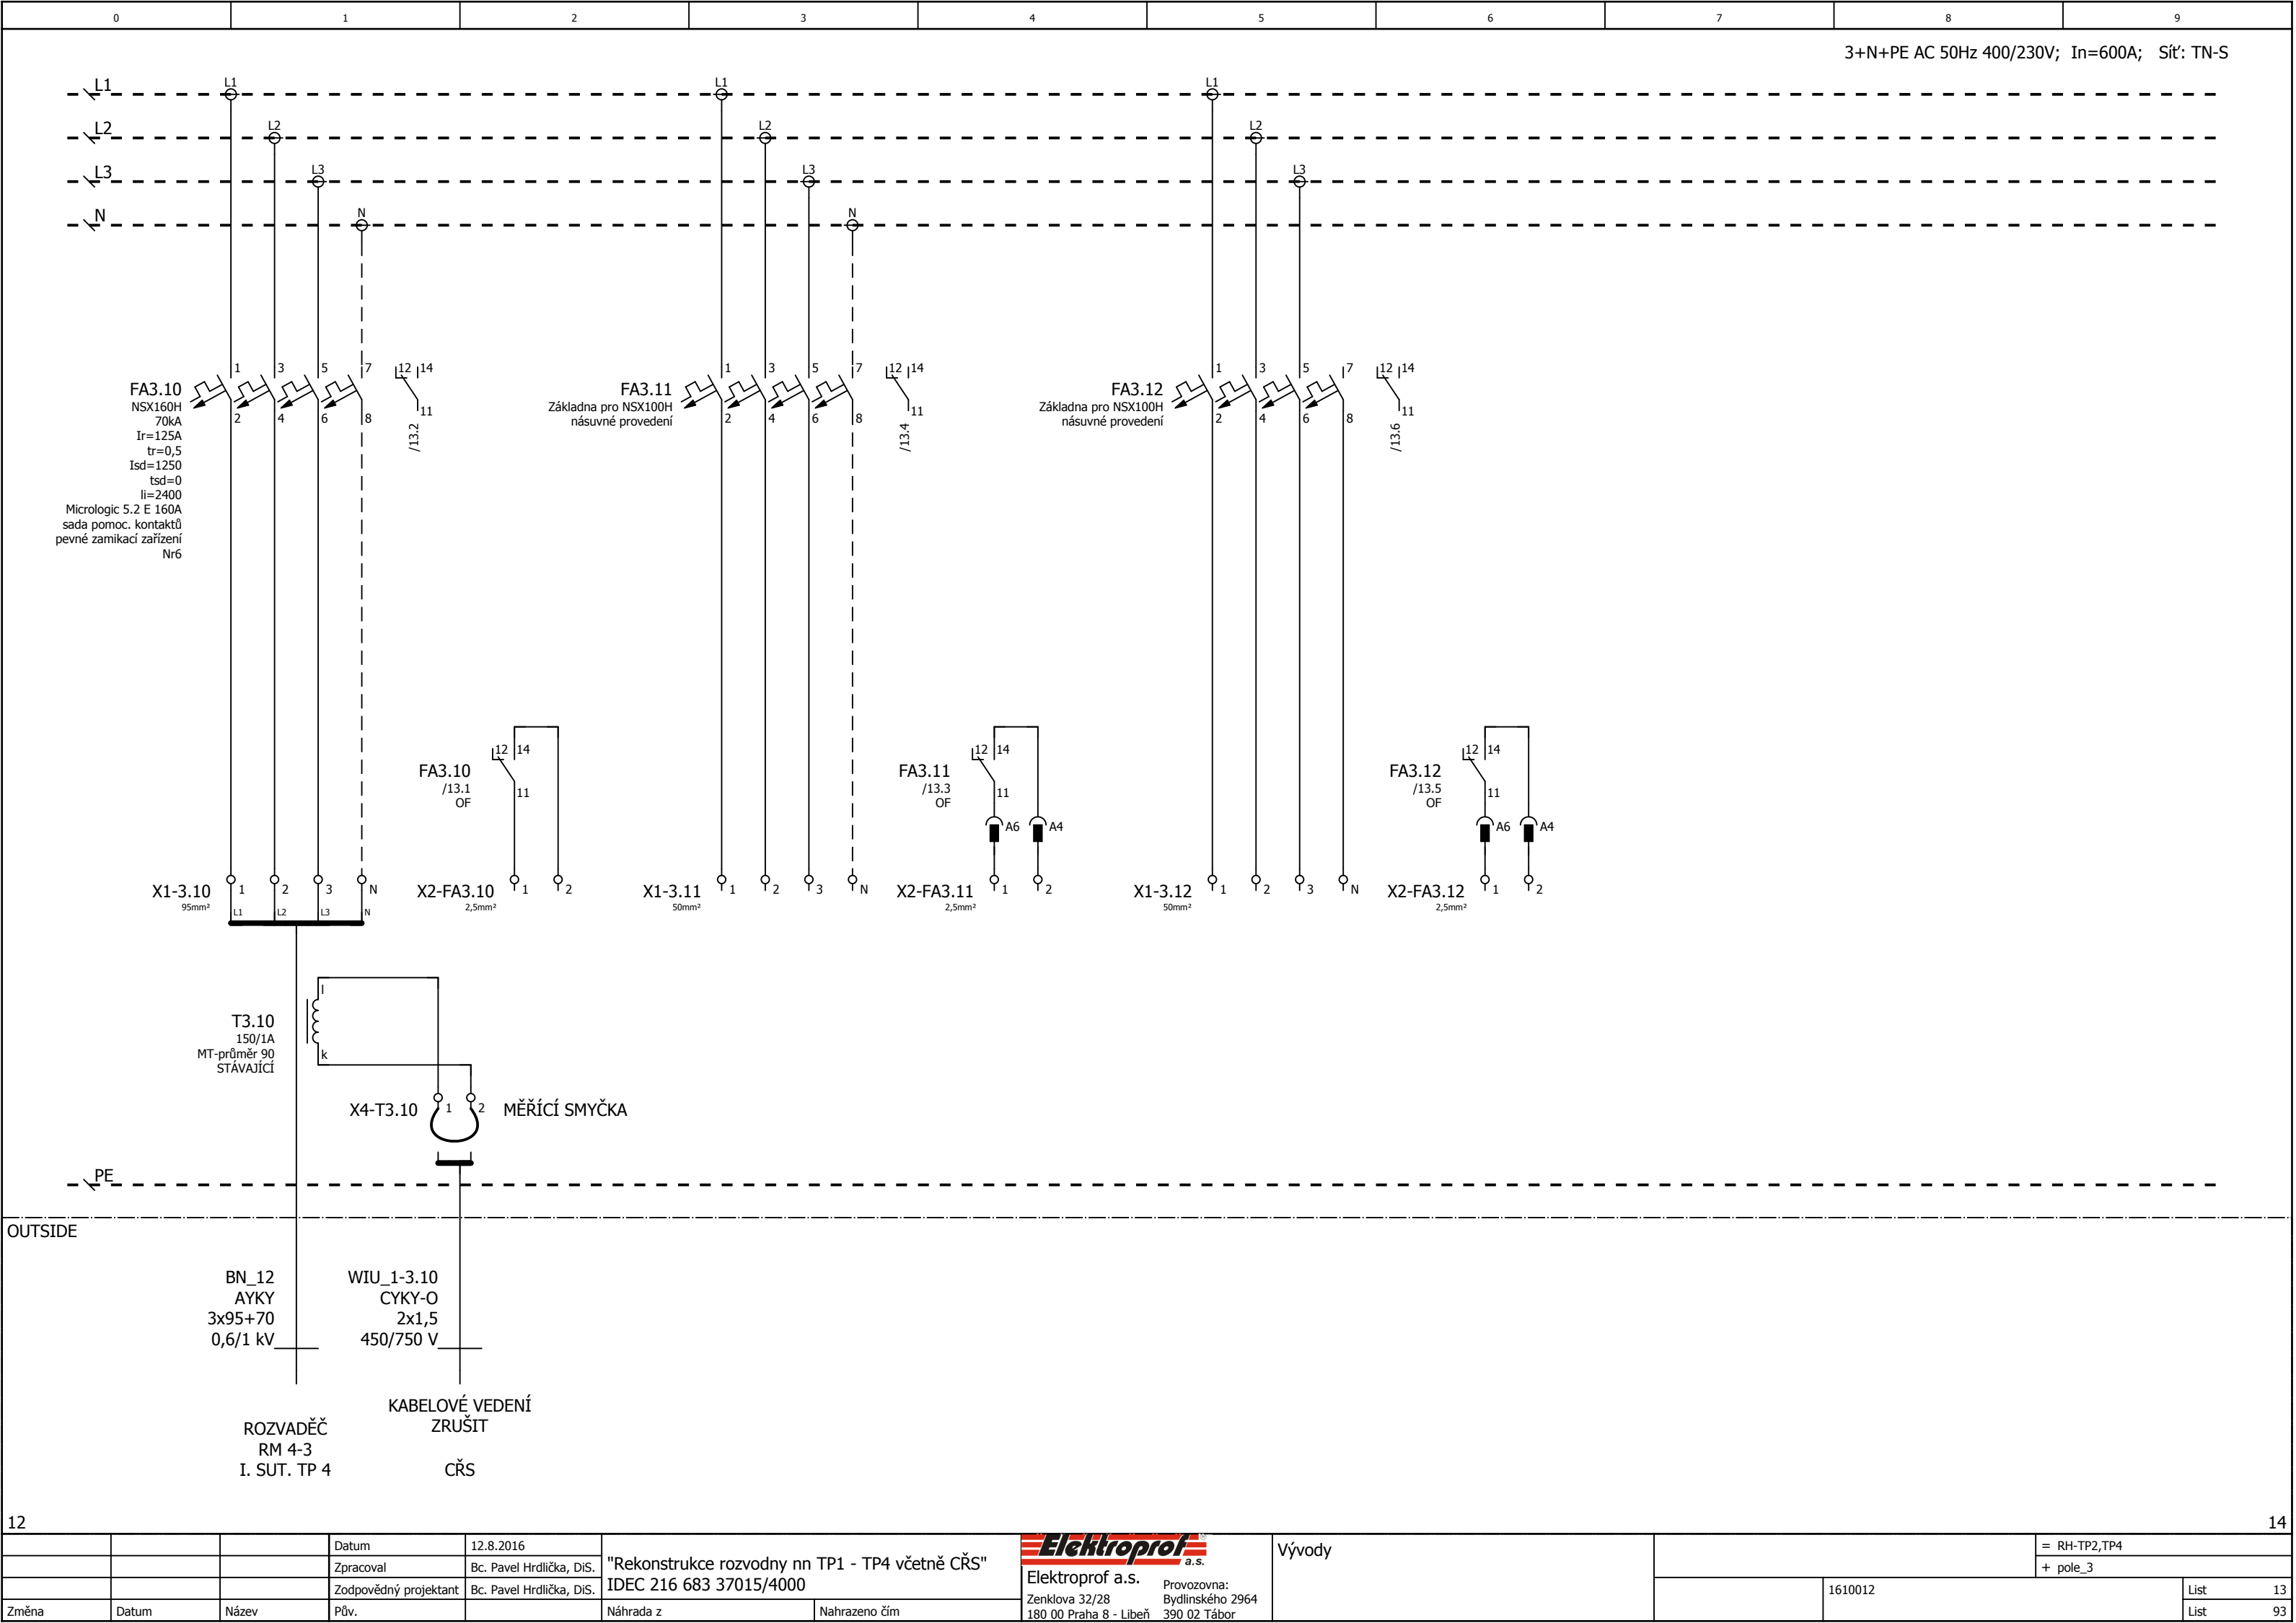 0 1 2 3 4 5 6 7 8 9
3+N+PE AC 50Hz 400/230V; In=600A; Síť: TN-S
L1 L1 L1 L1
L2 L2 L2 L2
L3 L3 L3 L3
N N N
FA3.10
NSX160H
70kA
Ir=125A
tr=0,5
Isd=1250
tsd=0
Ii=2400
Micrologic 5.2 E 160A
sada pomoc. kontaktů
pevné zamikací zařízení
Nr6
1 3 5 7 12 14
2 4 6 8 11
/13.2
FA3.11
Základna pro NSX100H
násuvné provedení
1 3 5 7 12 14
2 4 6 8 11
/13.4
FA3.12
Základna pro NSX100H
násuvné provedení
1 3 5 7 12 14
2 4 6 8 11
/13.6
FA3.10
/13.1
OF
12 14
11
FA3.11
/13.3
OF
12 14
11
A6 A4
FA3.12
/13.5
OF
12 14
11
A6 A4
X1-3.10 1 2 3 N
95mm²
L1 L2 L3 N
X2-FA3.10 1 2
2,5mm²
X1-3.11 1 2 3 N
50mm²
X2-FA3.11 1 2
2,5mm²
X1-3.12 1 2 3 N
50mm²
X2-FA3.12 1 2
2,5mm²
T3.10
150/1A
MT-průměr 90
STÁVAJÍCÍ
l
k
X4-T3.10 1 2 MĚŘÍCÍ SMYČKA
PE
OUTSIDE
BN_12
AYKY
3x95+70
0,6/1 kV
WIU_1-3.10
CYKY-O
2x1,5
450/750 V
ROZVADĚČ
RM 4-3
I. SUT. TP 4
KABELOVÉ VEDENÍ
ZRUŠIT
CŘS
12
14
Datum 12.8.2016
Zpracoval Bc. Pavel Hrdlička, DiS.
Zodpovědný projektant Bc. Pavel Hrdlička, DiS.
Změna Datum Název Pův.
"Rekonstrukce rozvodny nn TP1 - TP4 včetně CŘS"
IDEC 216 683 37015/4000
Náhrada z Nahrazeno čím
Elektroprof ®
a.s.
Elektroprof a.s.
Zenklova 32/28
180 00 Praha 8 - Libeň
Provozovna:
Bydlinského 2964
390 02 Tábor
Vývody
= RH-TP2,TP4
+ pole_3
1610012
List 13
List 93